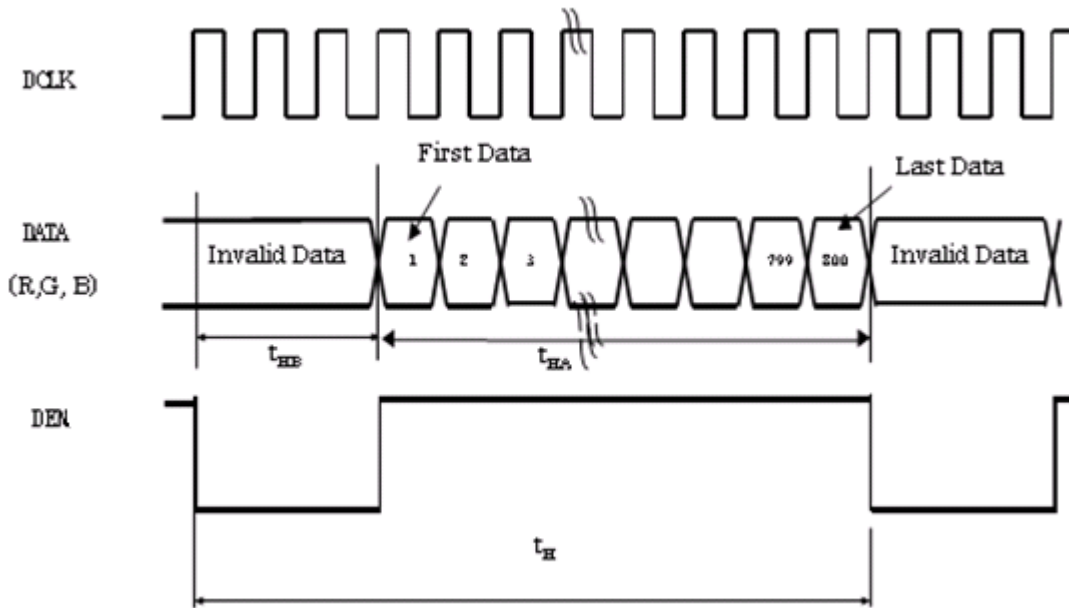 DCLK
First Data
Last Data
DATA
(R,G, B)
Invalid Data
1
2
3
799
800
Invalid Data
tHB
tHA
DEN
tH